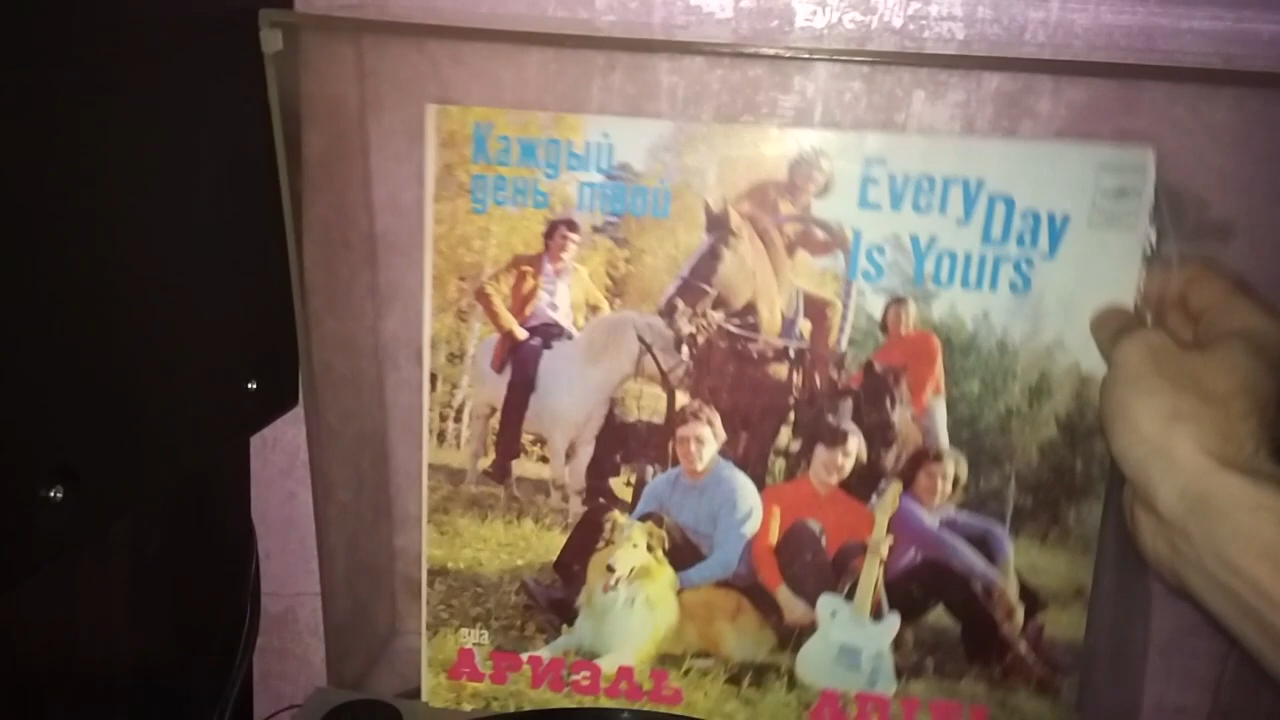 Каждый
день твой
Every Day
Is Yours
виа
АРИЭЛЬ